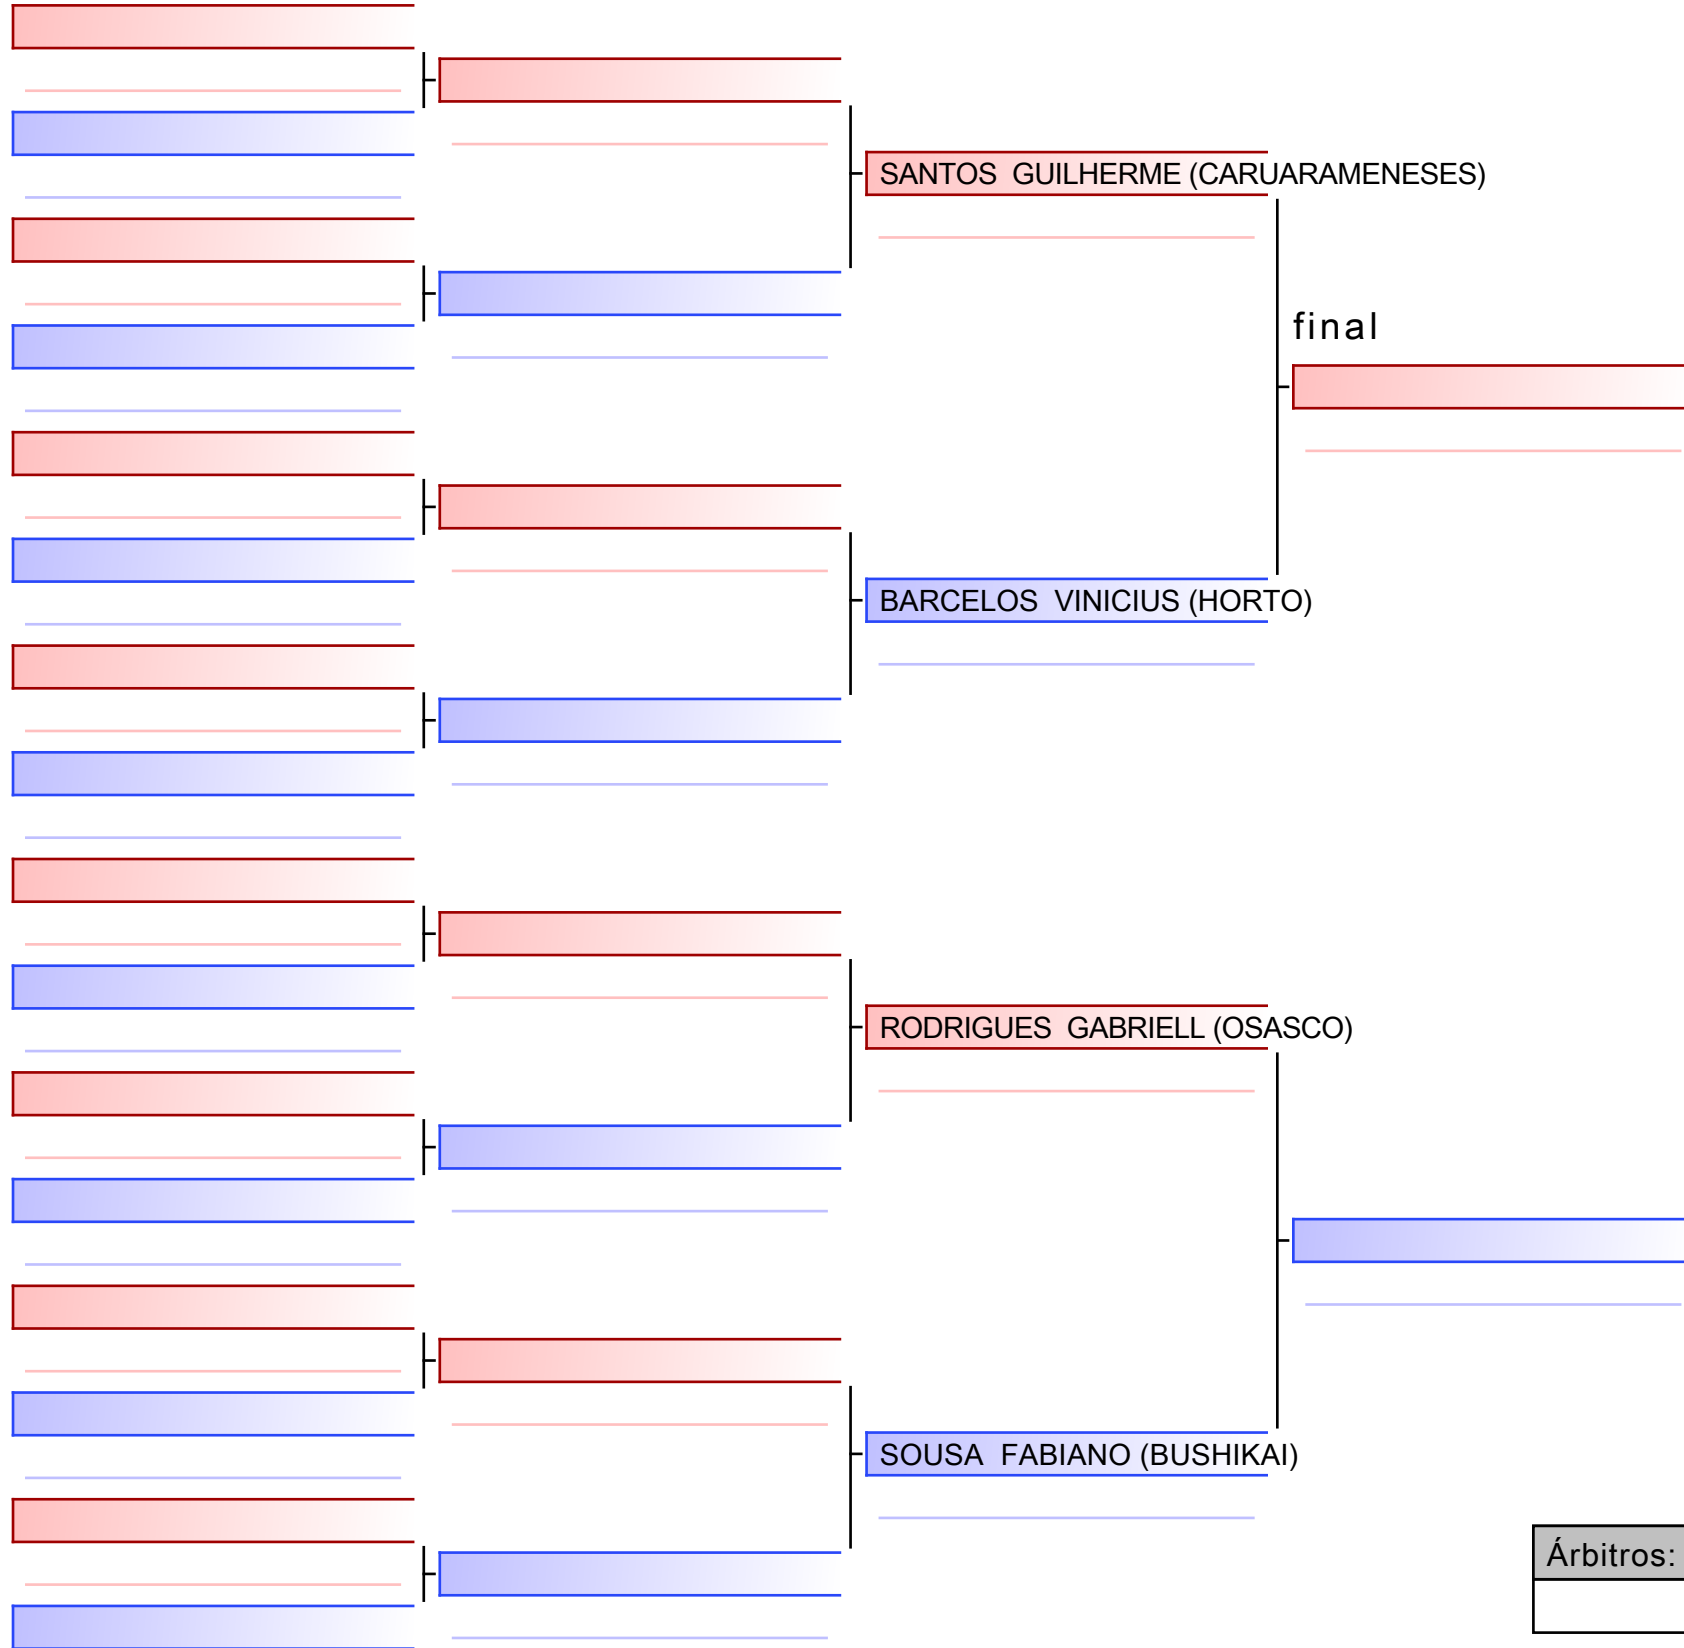 SANTOS  GUILHERME (CARUARAMENESES)
final
BARCELOS  VINICIUS (HORTO)
RODRIGUES  GABRIELL (OSASCO)
SOUSA  FABIANO (BUSHIKAI)
Árbitros: